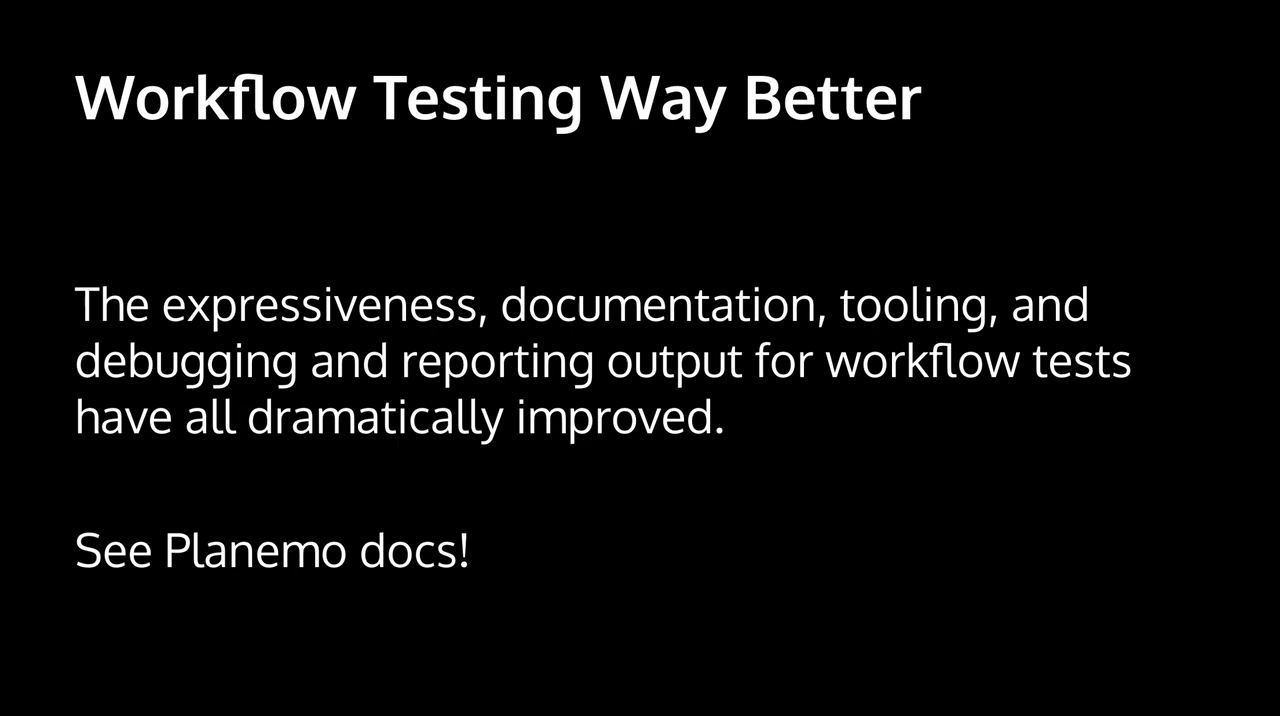 Workflow Testing Way Better
The expressiveness, documentation, tooling, and
debugging and reporting output for workflow tests
have all dramatically improved.
See Planemo docs!